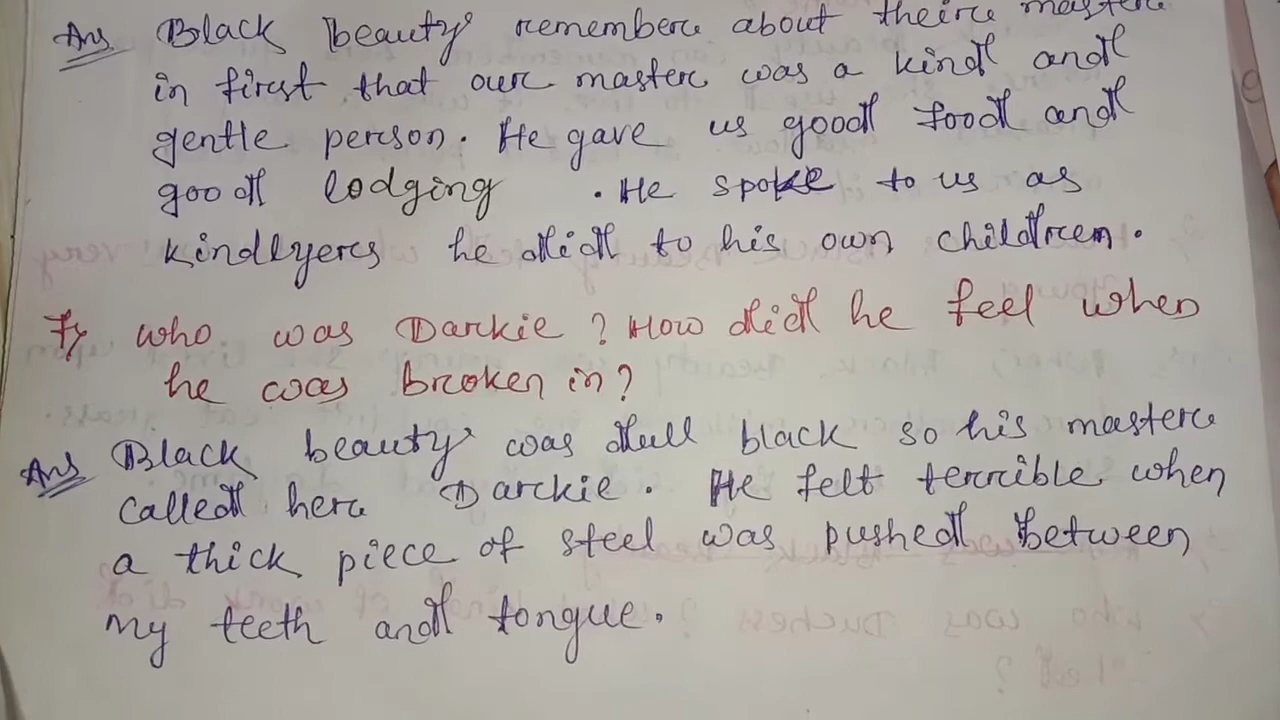 Ans Black beauty remember about their master
in first that our master was a kind and
gentle person. He gave us good food and
good lodging . He spoke to us as
kindlyers he did to his own children.
7) who was Darkie ? How did he feel when
he was broken in?
Ans Black beauty was dull black so his master
called her Darkie. He felt terrible when
a thick piece of steel was pushed between
my teeth and tongue.